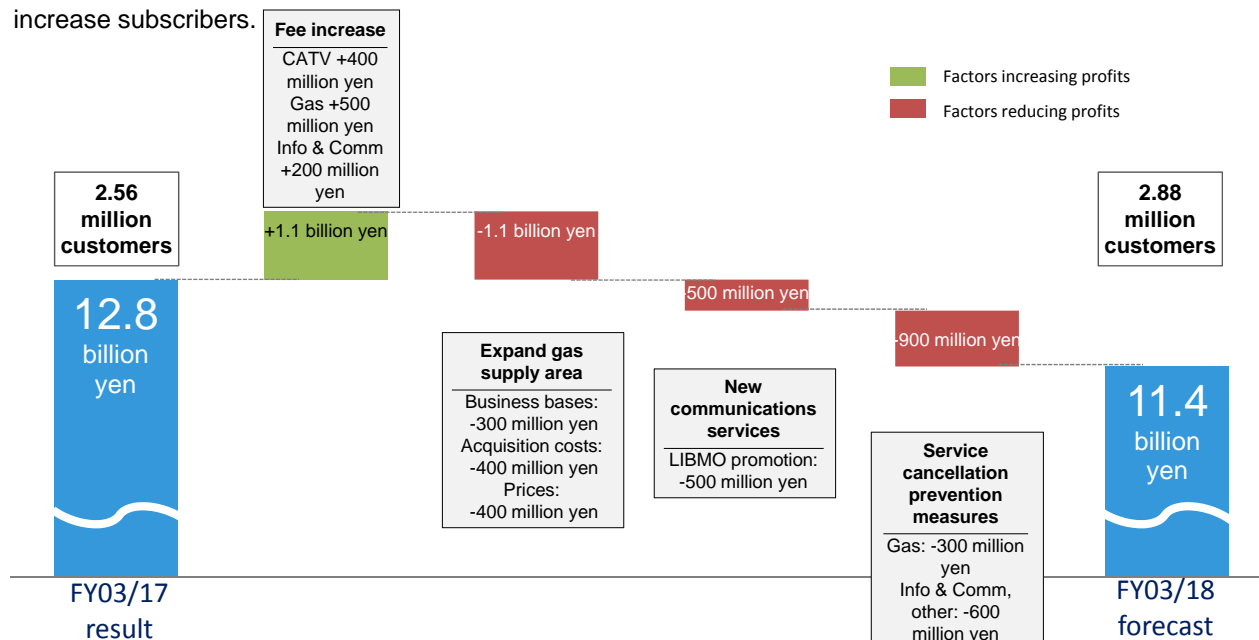 increase subscribers.
Fee increase
CATV +400
million yen
Gas +500
million yen
Info & Comm
+200 million
yen
Factors increasing profits
Factors reducing profits
2.56
million
customers
2.88
million
customers
+1.1 billion yen
-1.1 billion yen
-500 million yen
-900 million yen
12.8
billion
yen
Expand gas
supply area
Business bases:
-300 million yen
Acquisition costs:
-400 million yen
Prices:
-400 million yen
New
communications
services
LIBMO promotion:
-500 million yen
Service
cancellation
prevention
measures
Gas: -300 million
yen
Info & Comm,
other: -600
million yen
11.4
billion
yen
FY03/17
result
FY03/18
forecast